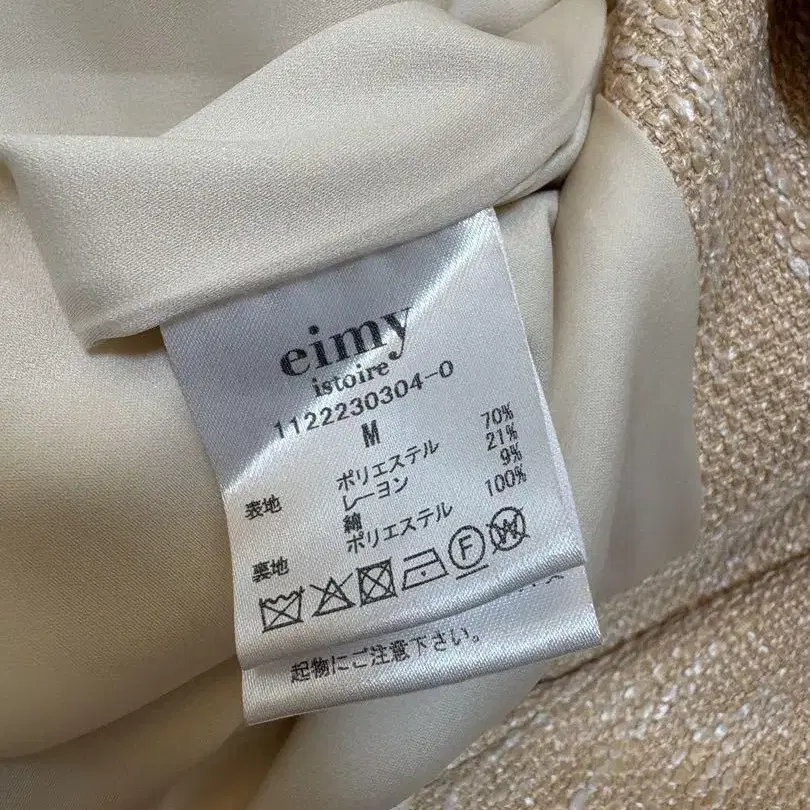 eimy
istoire
1122230304-0
M
表地 ポリエステル 70%
レーヨン 21%
綿 9%
裏地 ポリエステル 100%
F
W
起物にご注意下さい。